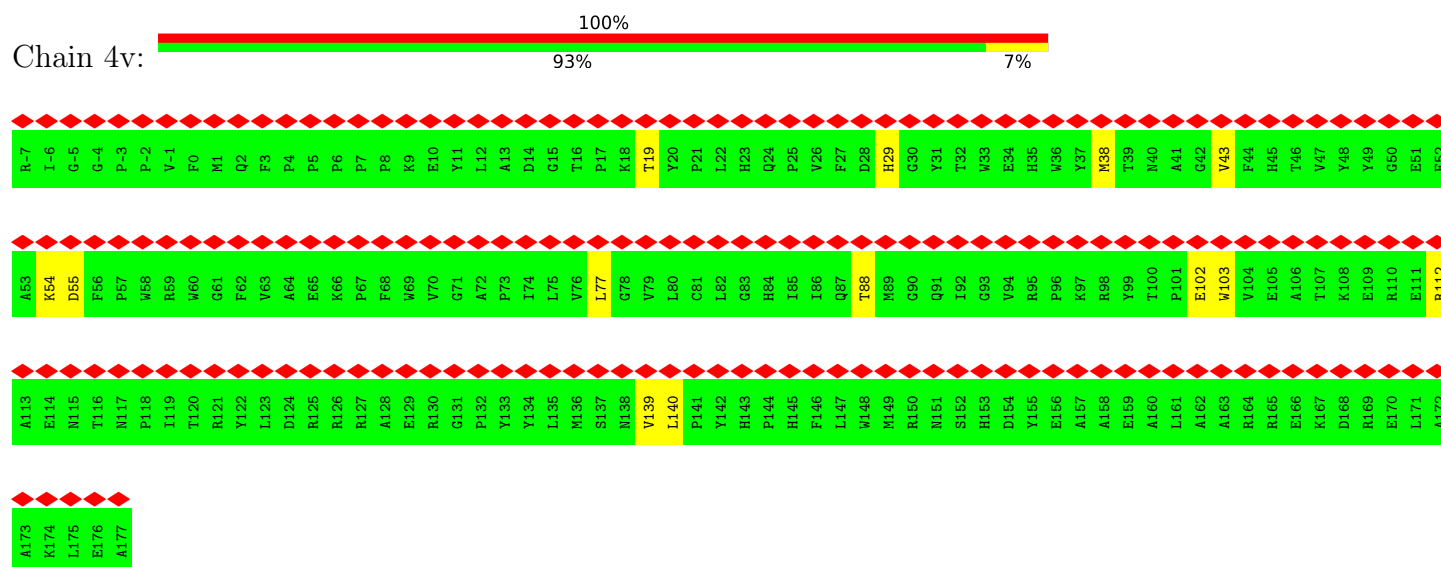 100%
Chain 4v:
93% 7%
R-7 I-6 G-5 G-4 P-3 P-2 V-1 F0 M1 Q2 F3 P4 P5 P6 P7 P8 K9 E10 Y11 L12 A13 D14 G15 T16 P17 K18 T19 Y20 P21 L22 H23 Q24 P25 V26 F27 D28 H29 G30 Y31 T32 W33 E34 H35 W36 Y37 M38 T39 N40 A41 G42 V43 F44 H45 T46 V47 Y48 Y49 G50 E51
A53 K54 D55 F56 P57 W58 R59 W60 G61 F62 V63 A64 E65 K66 P67 F68 W69 V70 G71 A72 P73 I74 L75 V76 L77 G78 V79 L80 C81 L82 G83 H84 I85 I86 Q87 T88 M89 G90 Q91 I92 G93 V94 R95 P96 K97 R98 Y99 T100 P101 E102 W103 V104 E105 A106 T107 K108 E109 R110 E111 R112
A113 E114 N115 T116 N117 P118 I119 T120 R121 Y122 L123 D124 R125 R126 R127 A128 E129 R130 G131 P132 Y133 Y134 L135 M136 S137 N138 V139 L140 P141 Y142 H143 P144 H145 F146 L147 W148 M149 R150 N151 S152 H153 D154 Y155 E156 A157 A158 E159 A160 L161 A162 A163 R164 R165 E166 K167 D168 R169 E170 L171 A172
A173 K174 L175 E176 A177